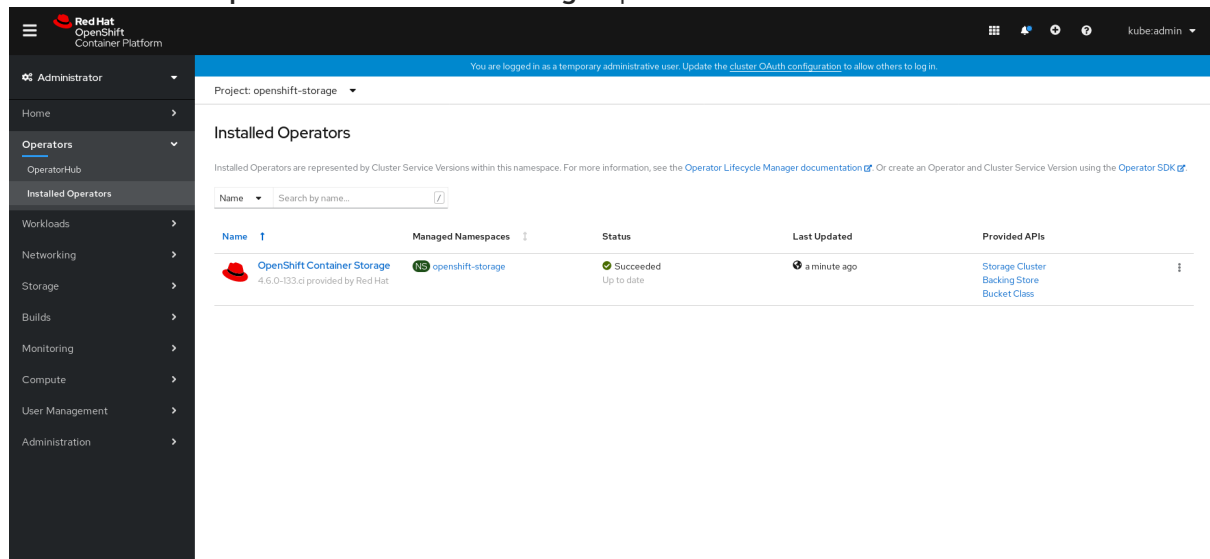 Red Hat
OpenShift
Container Platform
kube:admin
Administrator
You are logged in as a temporary administrative user. Update the cluster OAuth configuration to allow others to log in.
Project: openshift-storage
Home
Operators
OperatorHub
Installed Operators
Workloads
Networking
Storage
Builds
Monitoring
Compute
User Management
Administration
Installed Operators
Installed Operators are represented by Cluster Service Versions within this namespace. For more information, see the Operator Lifecycle Manager documentation. Or create an Operator and Cluster Service Version using the Operator SDK.
Name Search by name... /
Name Managed Namespaces Status Last Updated Provided APIs
OpenShift Container Storage NS openshift-storage Succeeded a minute ago Storage Cluster
4.6.0-133.ci provided by Red Hat Up to date Backing Store
Bucket Class